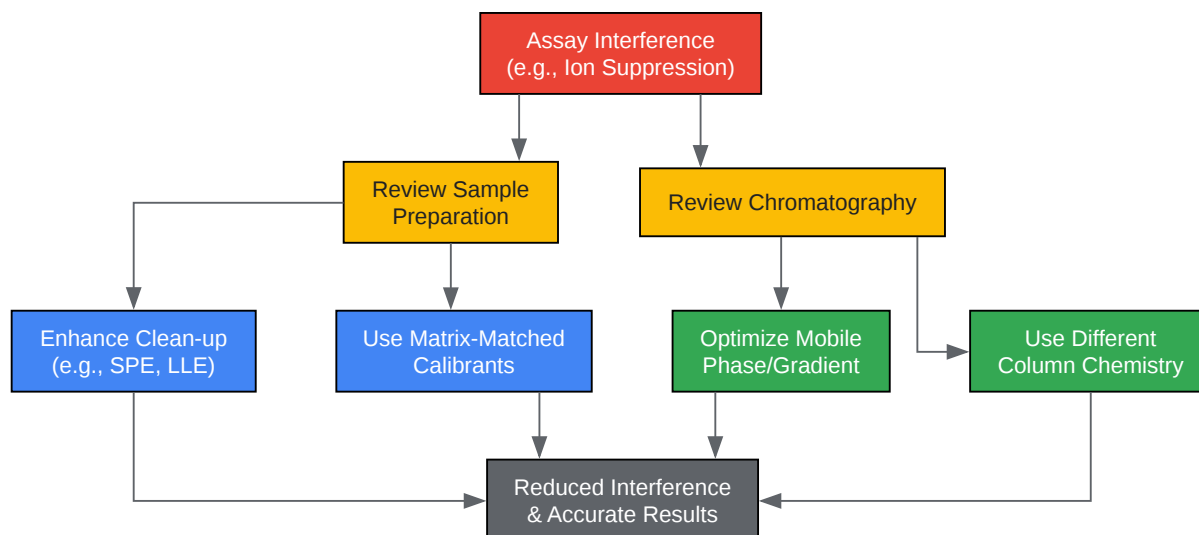 Assay Interference
(e.g., Ion Suppression)
Review Sample
Preparation
Review Chromatography
Enhance Clean-up
(e.g., SPE, LLE)
Use Matrix-Matched
Calibrants
Optimize Mobile
Phase/Gradient
Use Different
Column Chemistry
Reduced Interference
& Accurate Results